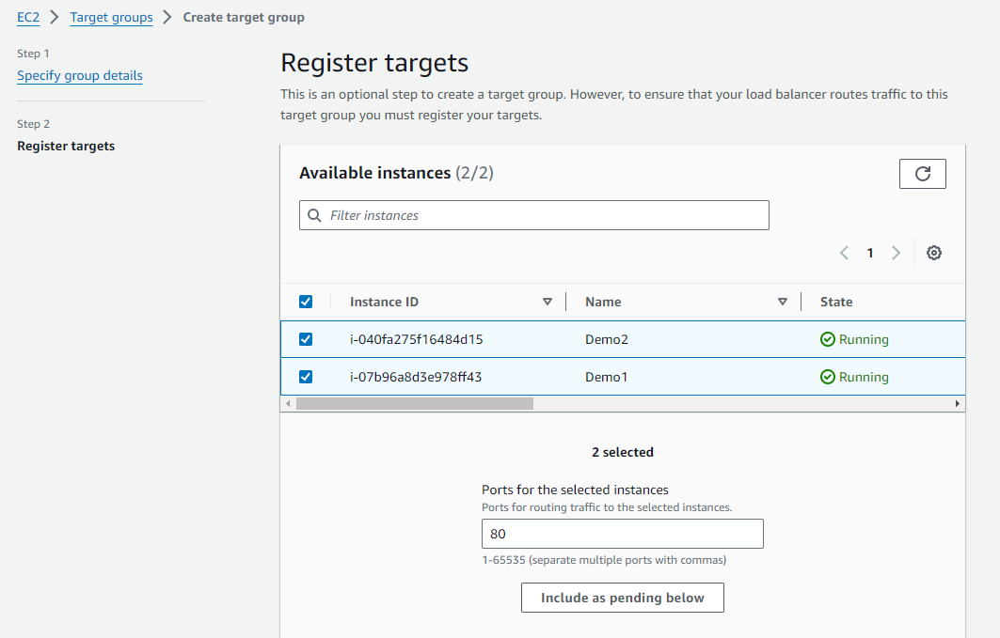 EC2 > Target groups > Create target group
Step 1
Specify group details
Step 2
Register targets
Register targets
This is an optional step to create a target group. However, to ensure that your load balancer routes traffic to this
target group you must register your targets.
Available instances (2/2)
Filter instances
1
Instance ID Name State
i-040fa275f16484d15 Demo2 Running
i-07b96a8d3e978ff43 Demo1 Running
2 selected
Ports for the selected instances
Ports for routing traffic to the selected instances.
80
1-65535 (separate multiple ports with commas)
Include as pending below